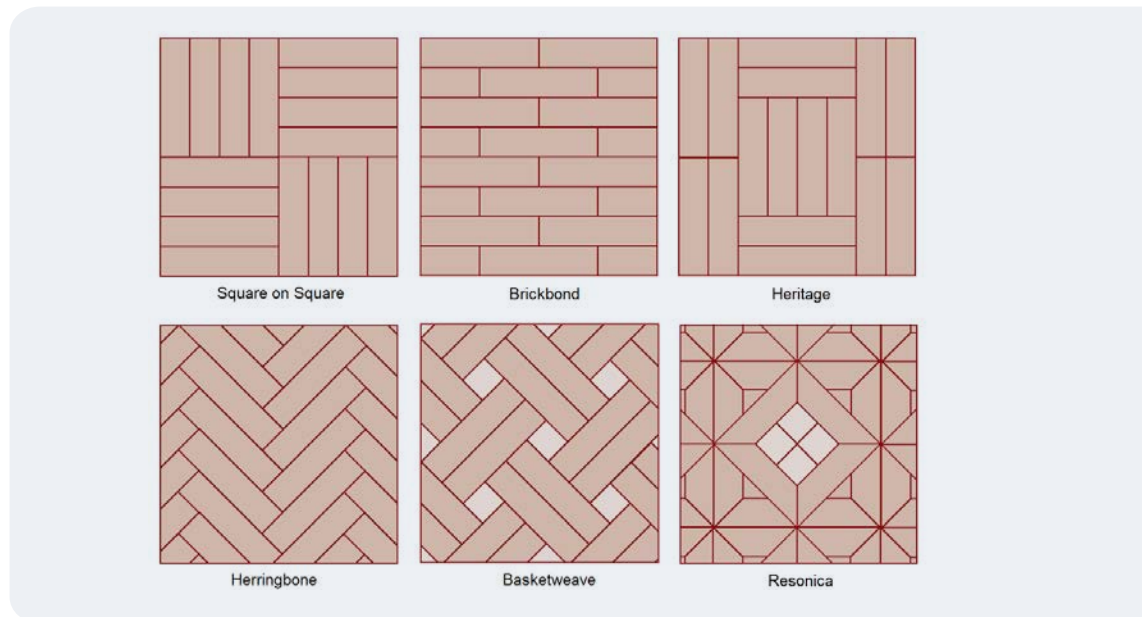 Square on Square
Brickbond
Heritage
Herringbone
Basketweave
Resonica